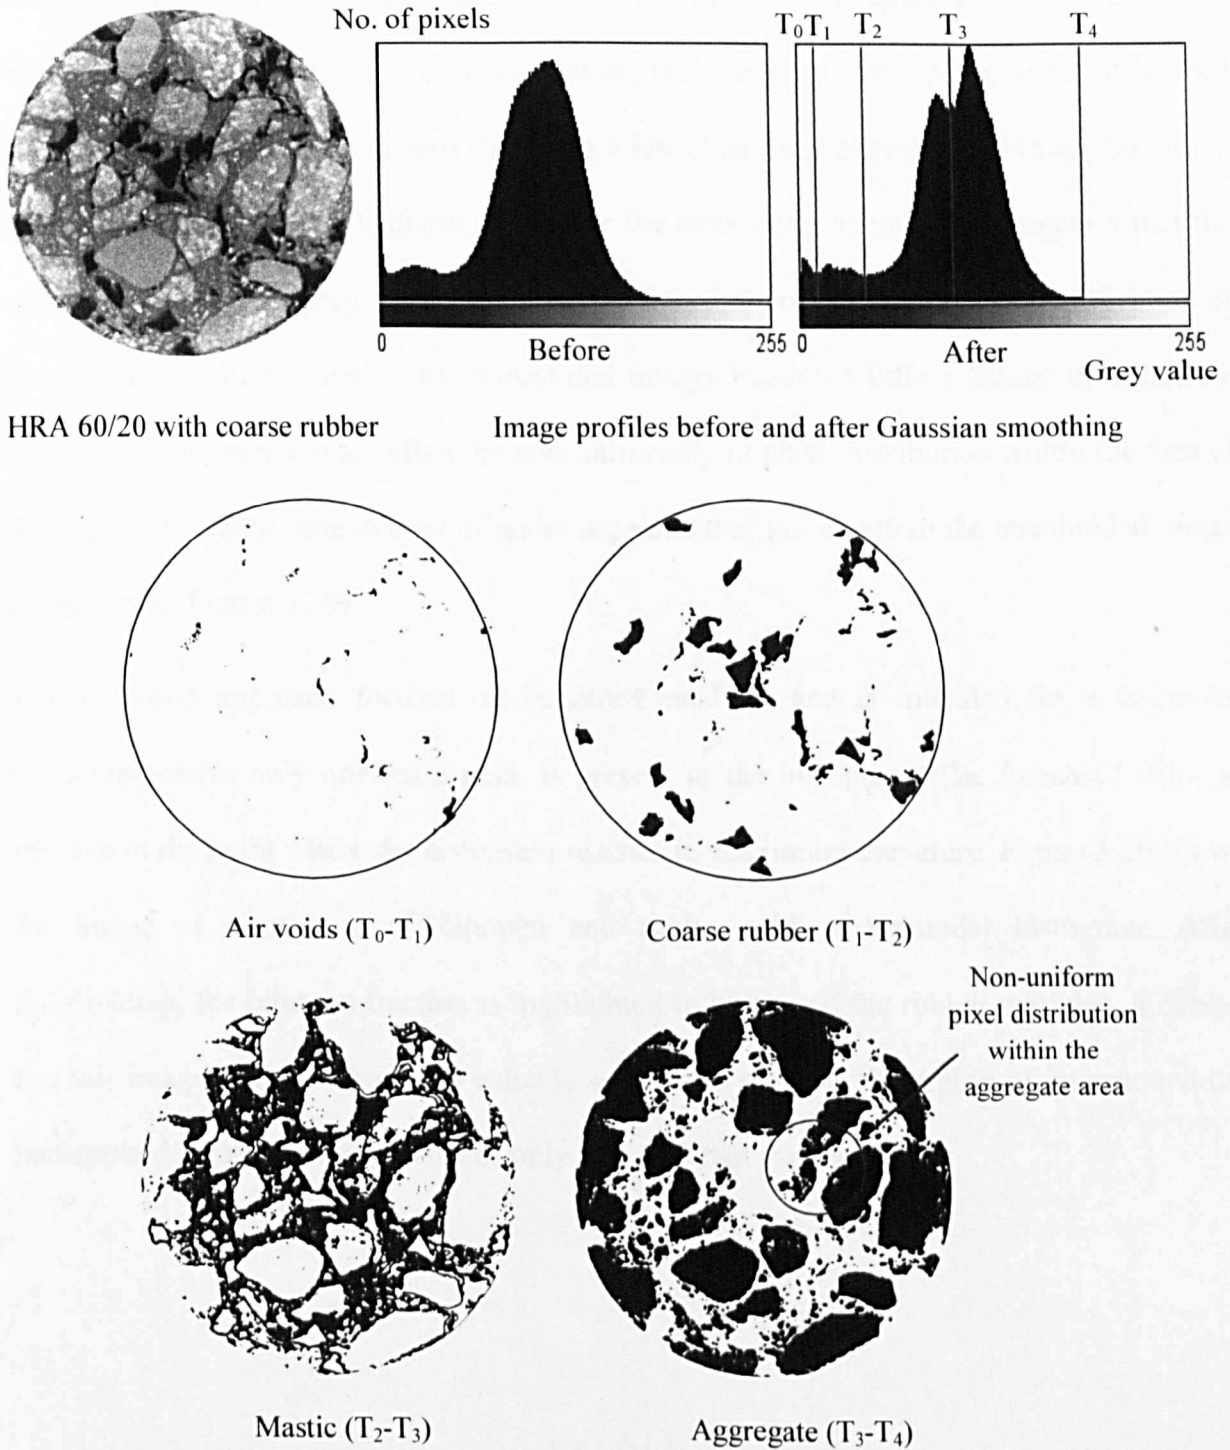 No. of pixels
T₀ T₁ T₂ T₃ T₄
0 255 0 255
Before After
Grey value
HRA 60/20 with coarse rubber
Image profiles before and after Gaussian smoothing
Air voids (T₀-T₁)
Coarse rubber (T₁-T₂)
Non-uniform
pixel distribution
within the
aggregate area
Mastic (T₂-T₃)
Aggregate (T₃-T₄)